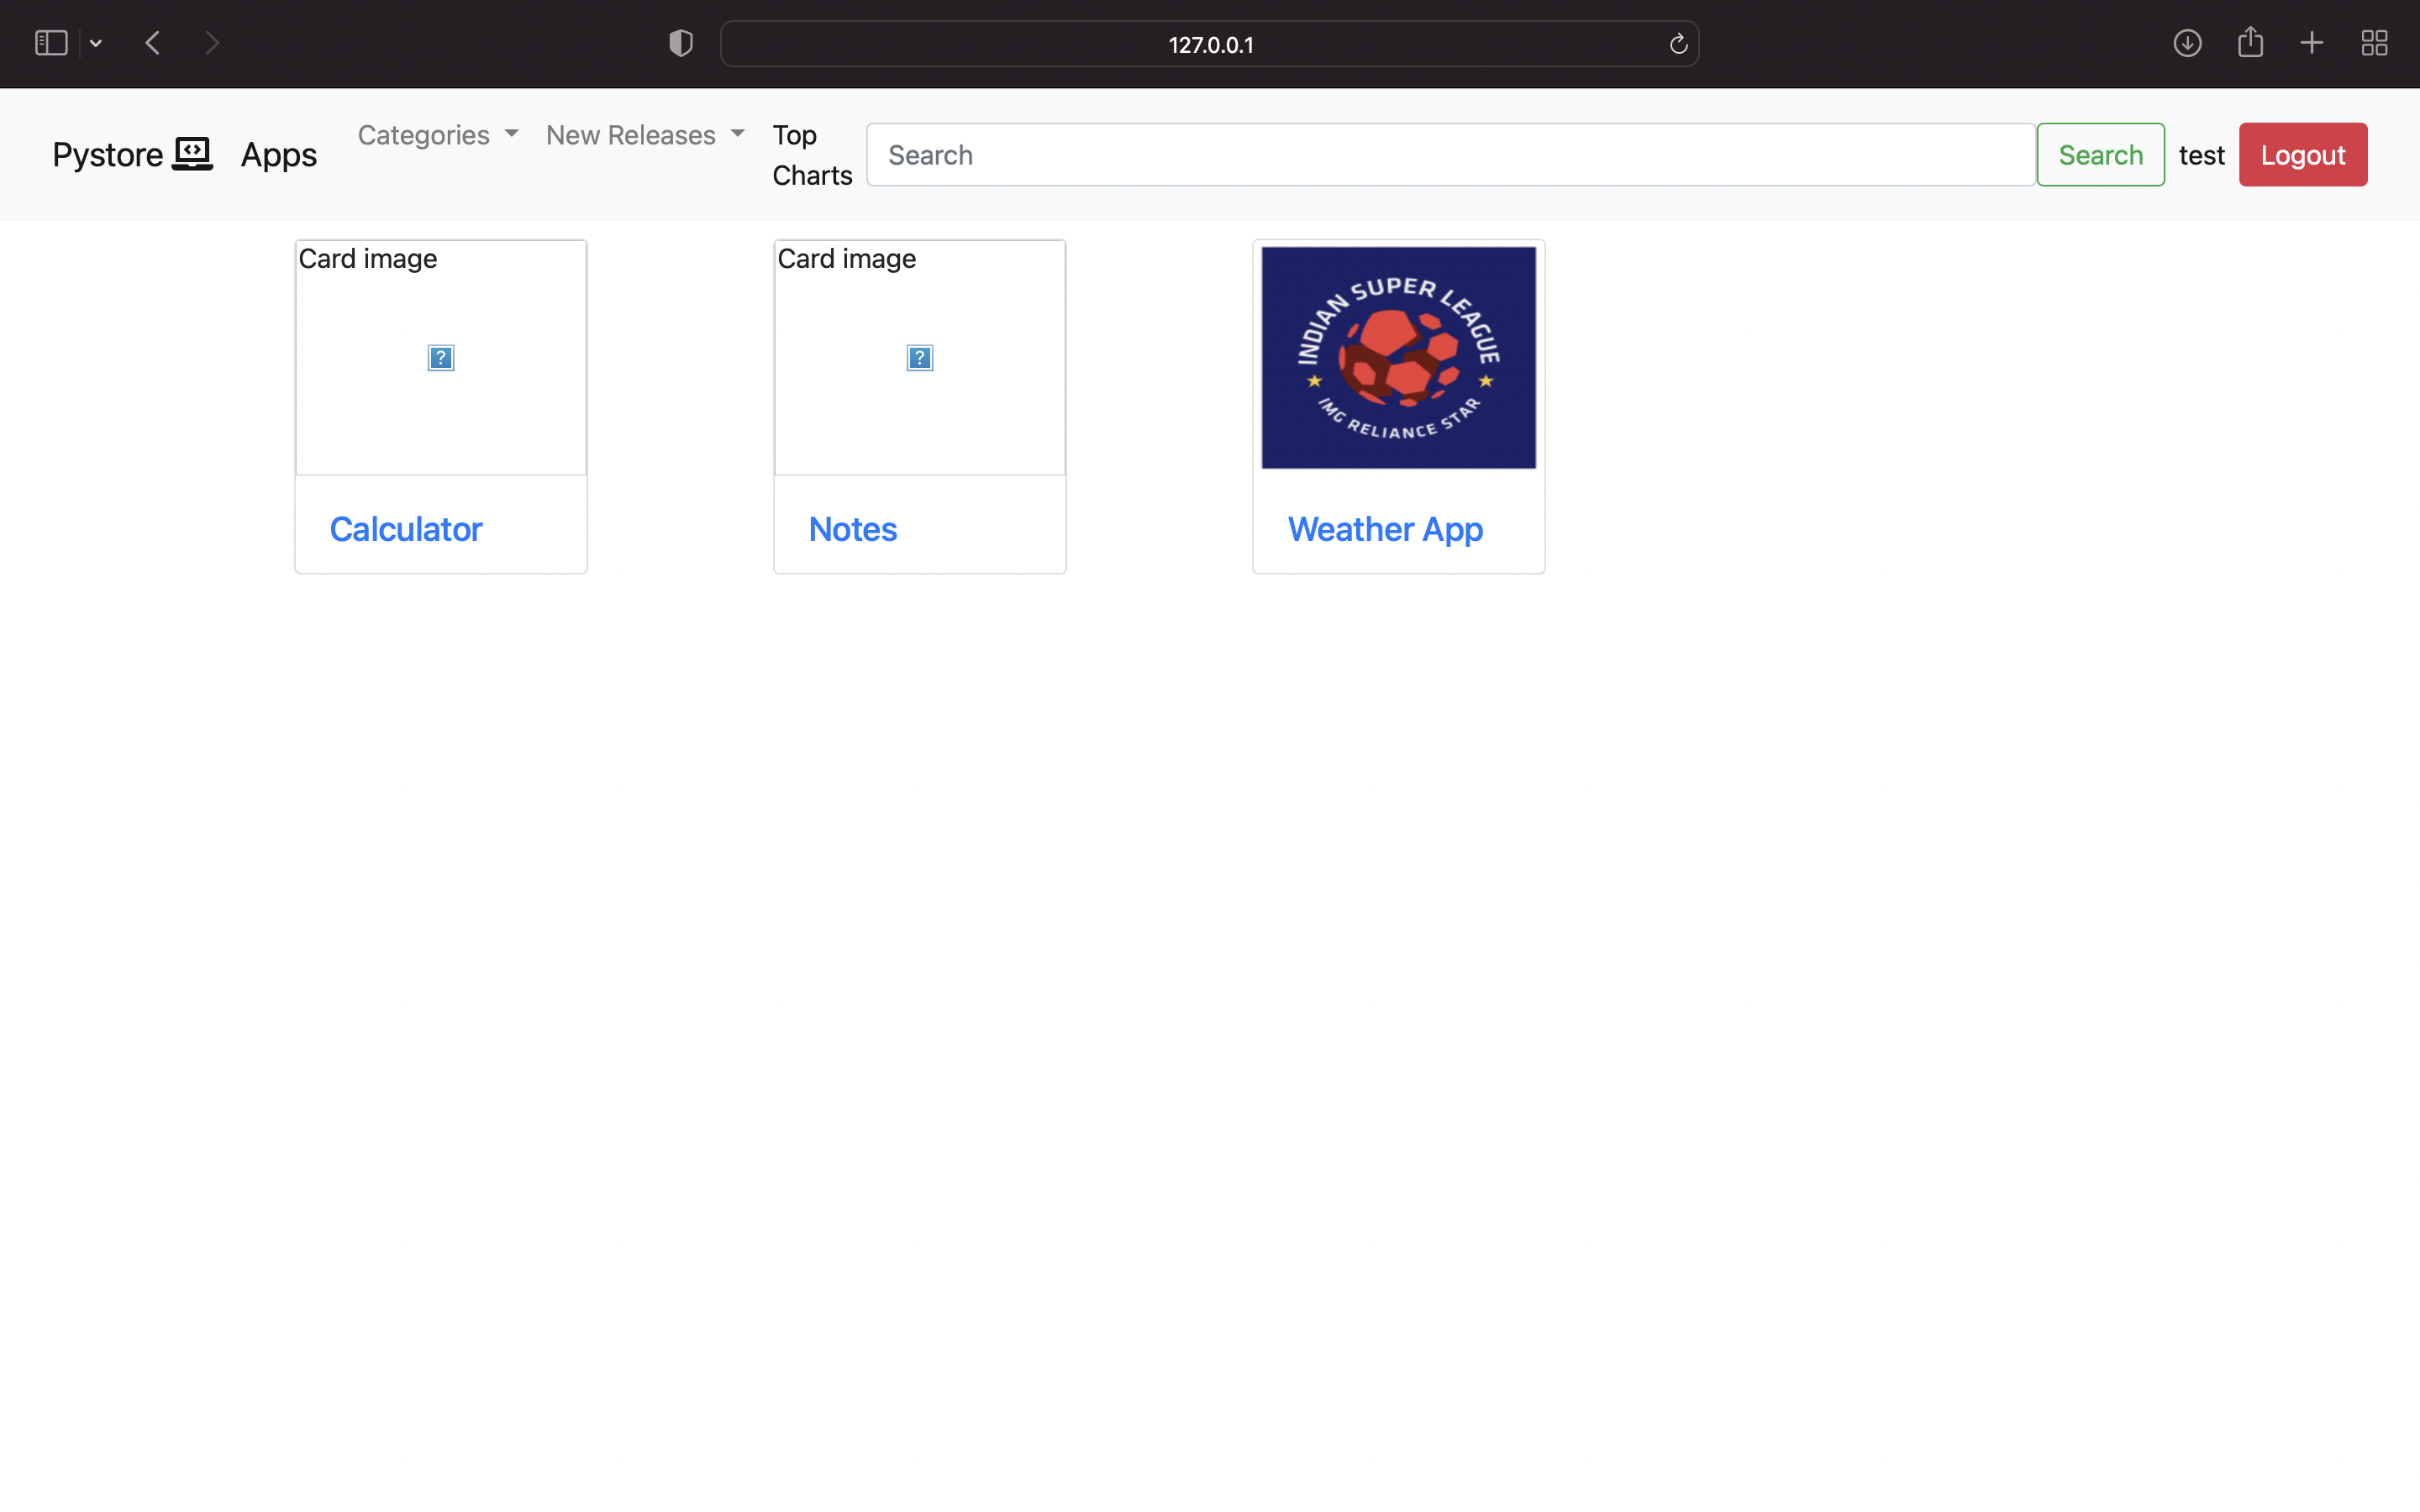 127.0.0.1
Pystore Apps Categories New Releases Top Charts Search Search test Logout
Card image
Card image
INDIAN SUPER LEAGUE
IMG RELIANCE STAR
Calculator
Notes
Weather App